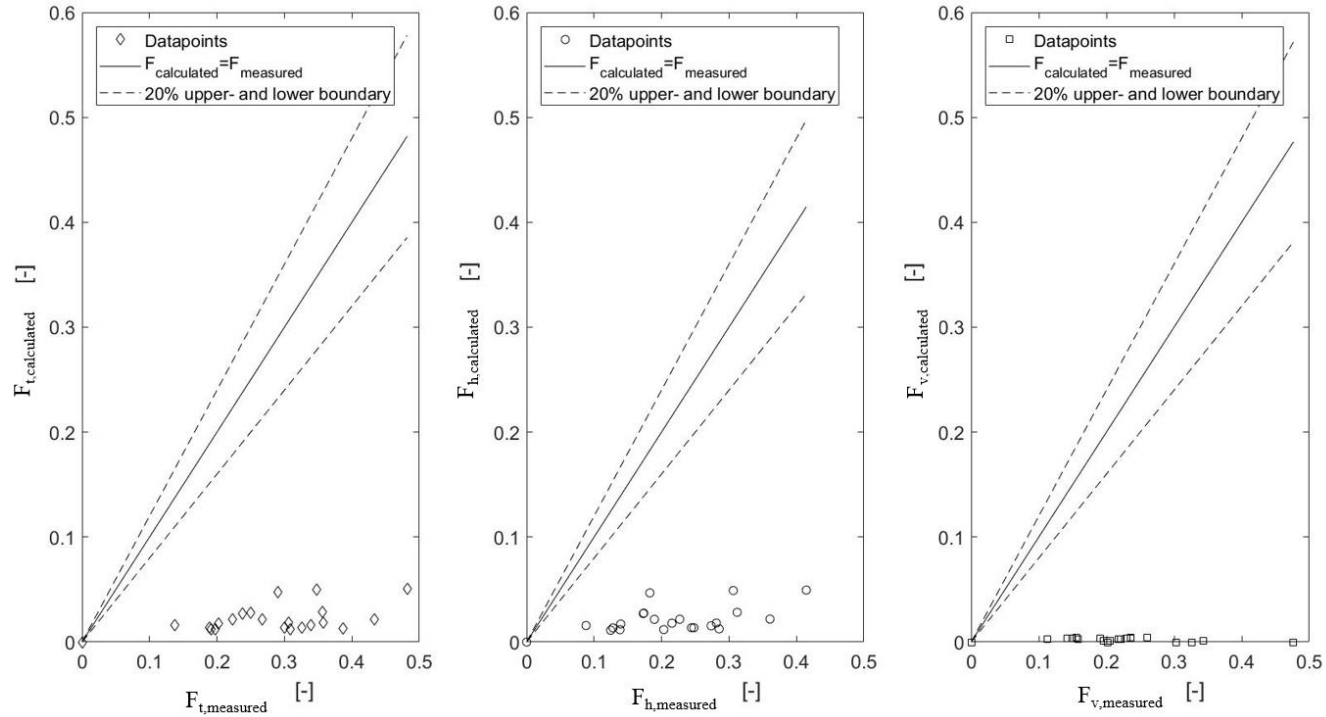 0.6
0.5
0.4
0.3
0.2
0.1
0
0
0.1
0.2
0.3
0.4
0.5
F_t,calculated [-]
F_t,measured [-]
Datapoints
F_calculated=F_measured
20% upper- and lower boundary
0.6
0.5
0.4
0.3
0.2
0.1
0
0
0.1
0.2
0.3
0.4
0.5
F_h,calculated [-]
F_h,measured [-]
Datapoints
F_calculated=F_measured
20% upper- and lower boundary
0.6
0.5
0.4
0.3
0.2
0.1
0
0
0.1
0.2
0.3
0.4
0.5
F_v,calculated [-]
F_v,measured [-]
Datapoints
F_calculated=F_measured
20% upper- and lower boundary